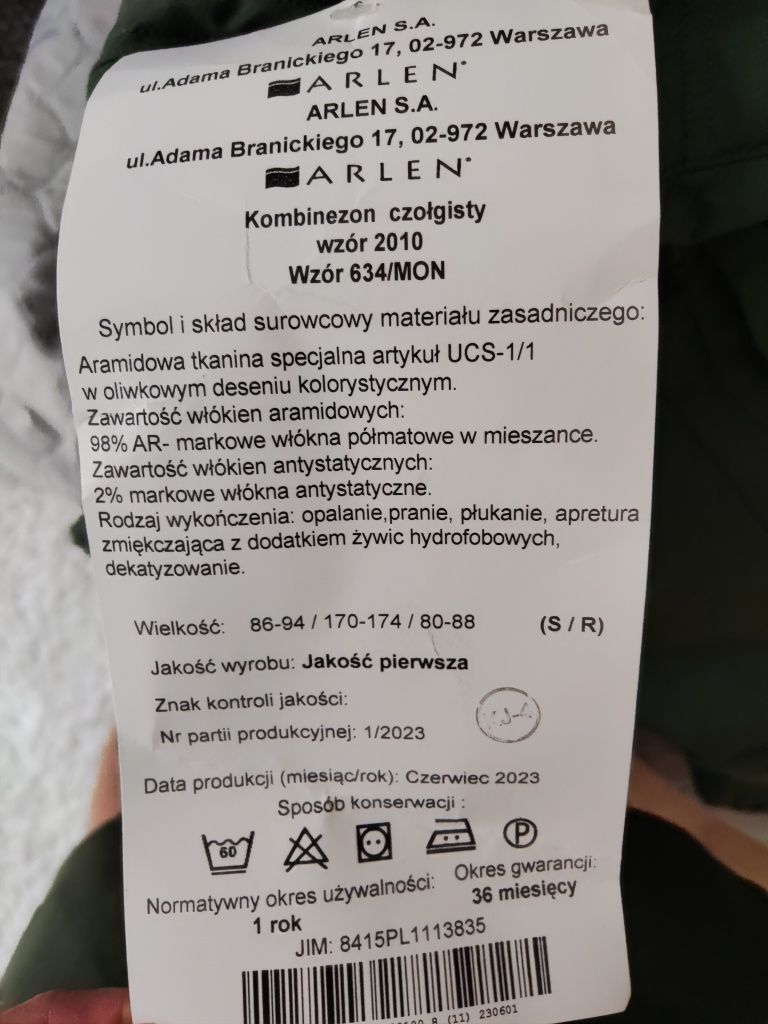 ARLEN S.A.
ul.Adama Branickiego 17, 02-972 Warszawa
ARLEN
ARLEN S.A.
ul.Adama Branickiego 17, 02-972 Warszawa
ARLEN
Kombinezon czołgisty
wzór 2010
Wzór 634/MON
Symbol i skład surowcowy materiału zasadniczego:
Aramidowa tkanina specjalna artykuł UCS-1/1
w oliwkowym deseniu kolorystycznym.
Zawartość włókien aramidowych:
98% AR- markowe włókna półmatowe w mieszance.
Zawartość włókien antystatycznych:
2% markowe włókna antystatyczne.
Rodzaj wykończenia: opalanie,pranie, płukanie, apretura
zmiękczająca z dodatkiem żywic hydrofobowych,
dekatyzowanie.
Wielkość: 86-94 / 170-174 / 80-88 (S / R)
Jakość wyrobu: Jakość pierwsza
Znak kontroli jakości:
Nr partii produkcyjnej: 1/2023
Data produkcji (miesiąc/rok): Czerwiec 2023
Sposób konserwacji :
60 P
Normatywny okres używalności: Okres gwarancji:
1 rok 36 miesięcy
JIM: 8415PL1113835
8 (11) 230601